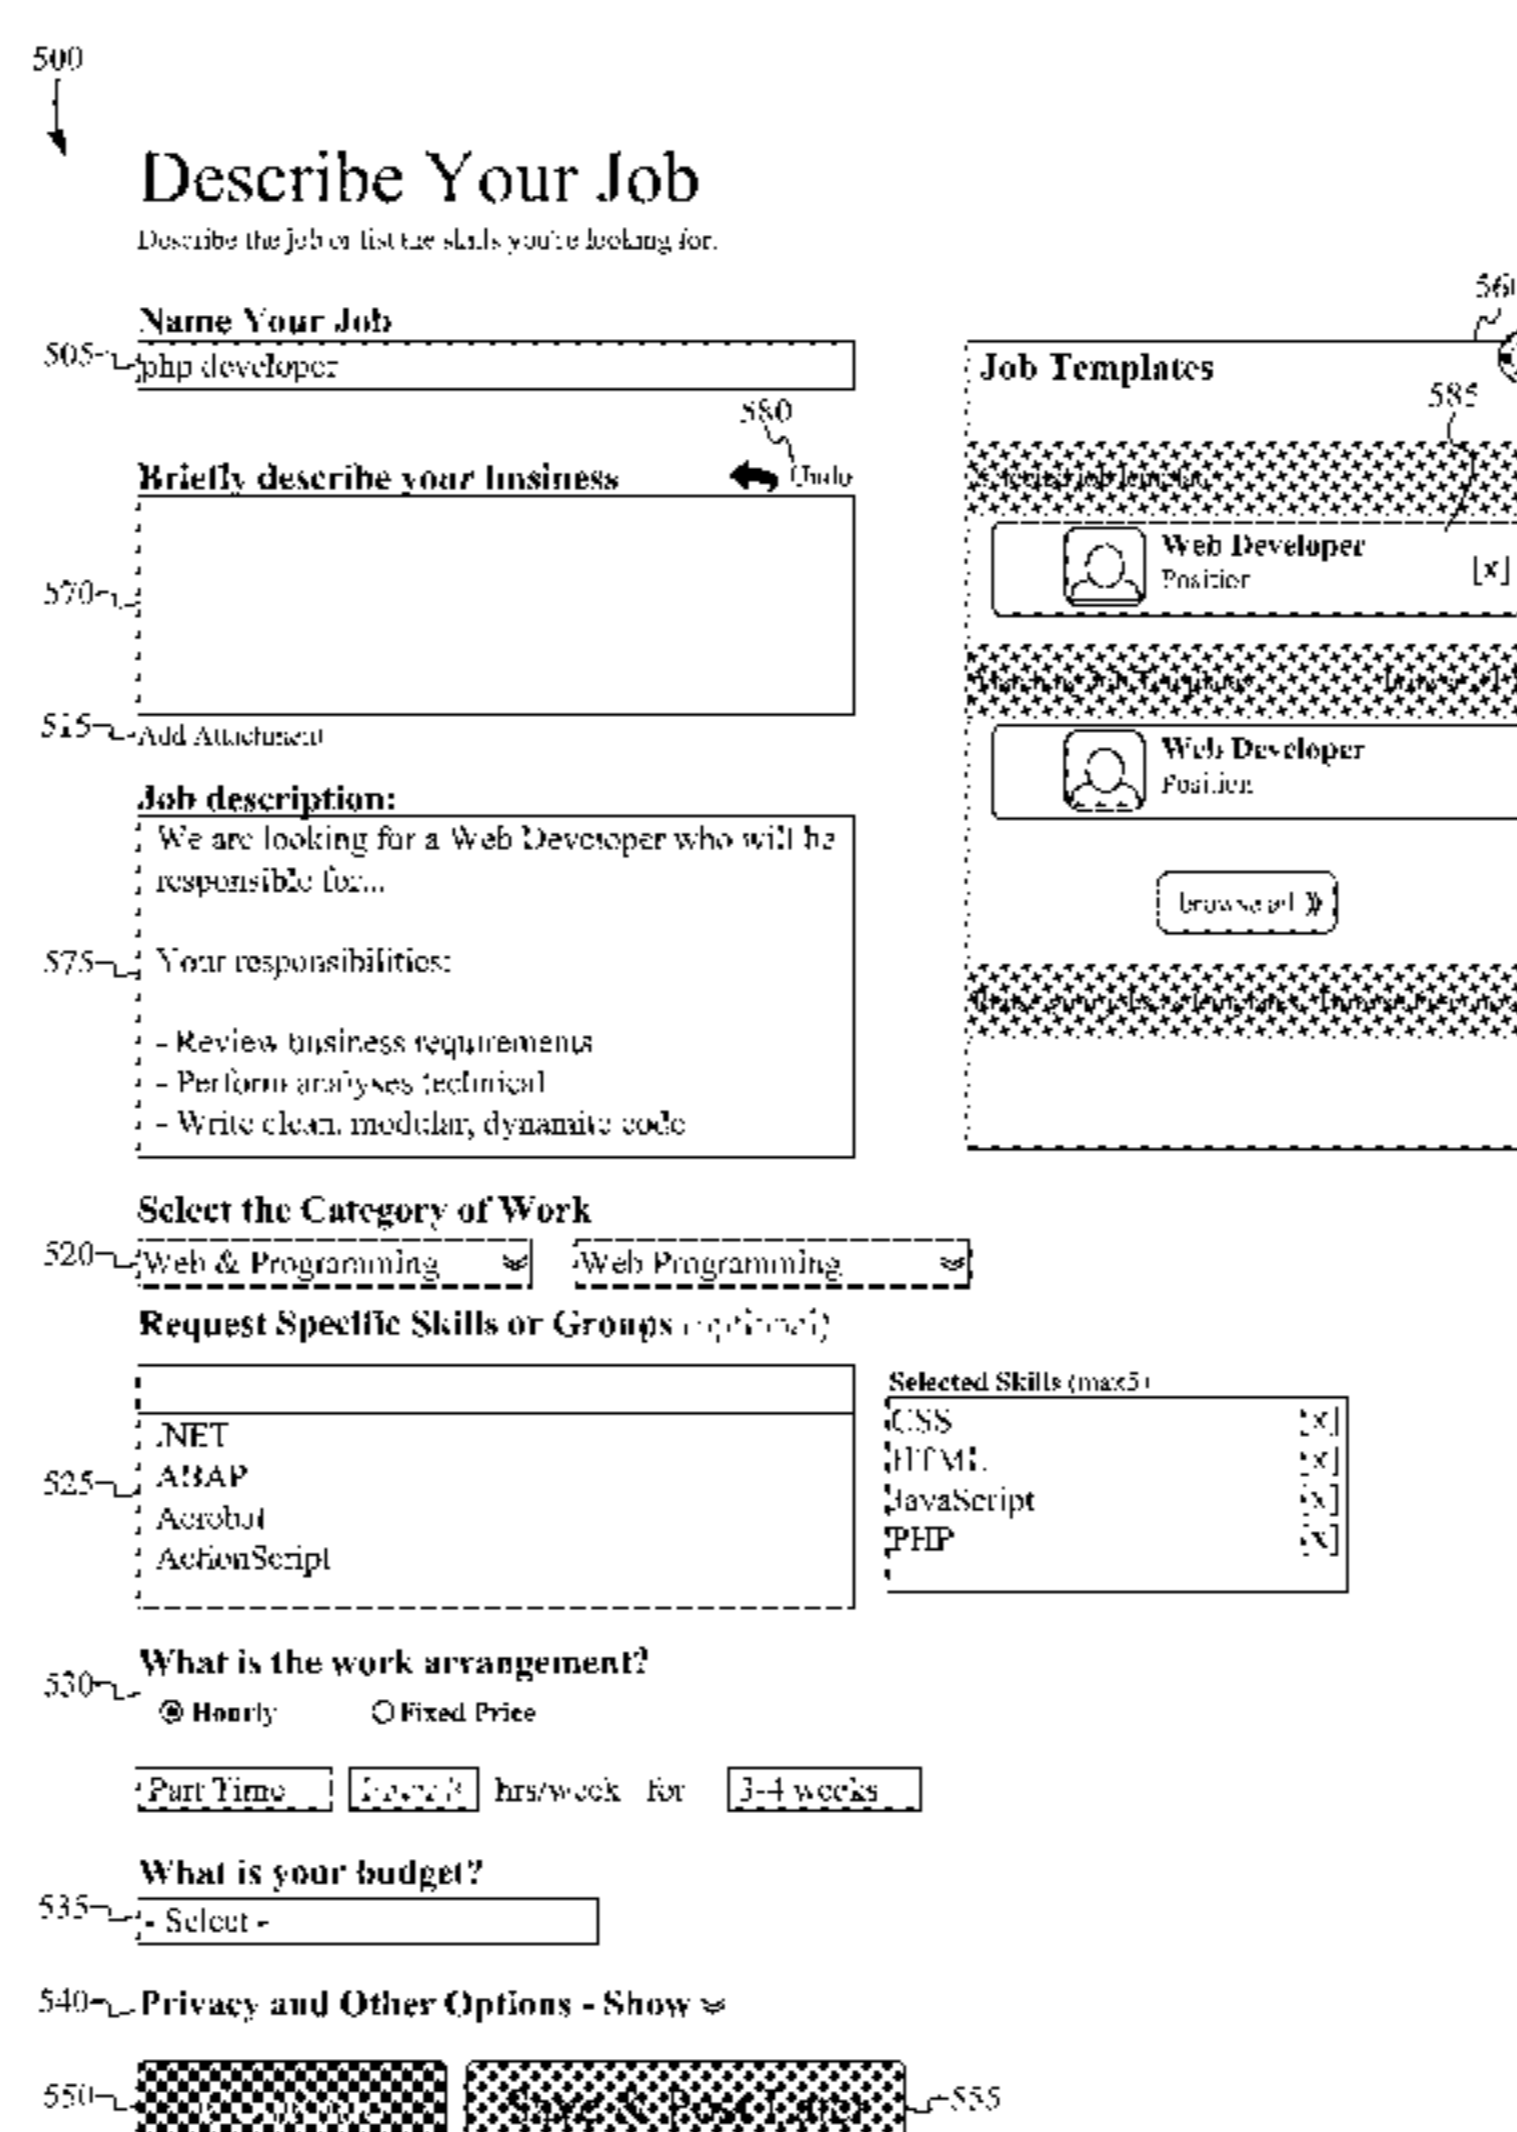 500
Describe Your Job
Describe the job or list the skills you're looking for.
Name Your Job
505
php developer
580
Briefly describe your business
Undo
570
515
Add Attachment
Job description:
We are looking for a Web Developer who will be
responsible for...
575
Your responsibilities:
- Review business requirements
- Perform analyses technical
- Write clean, modular, dynamite code
Job Templates
585
Web Developer
Position
[x]
Web Developer
Position
browse all »
Select the Category of Work
520
Web & Programming
Web Programming
Request Specific Skills or Groups (optional)
525
.NET
ABAP
Acrobat
ActionScript
Selected Skills (max5)
CSS [x]
HTML [x]
JavaScript [x]
PHP [x]
What is the work arrangement?
530
Hourly
Fixed Price
Part Time
hrs/week for
3-4 weeks
What is your budget?
535
- Select -
540
Privacy and Other Options - Show
550
Save & Post Later
555